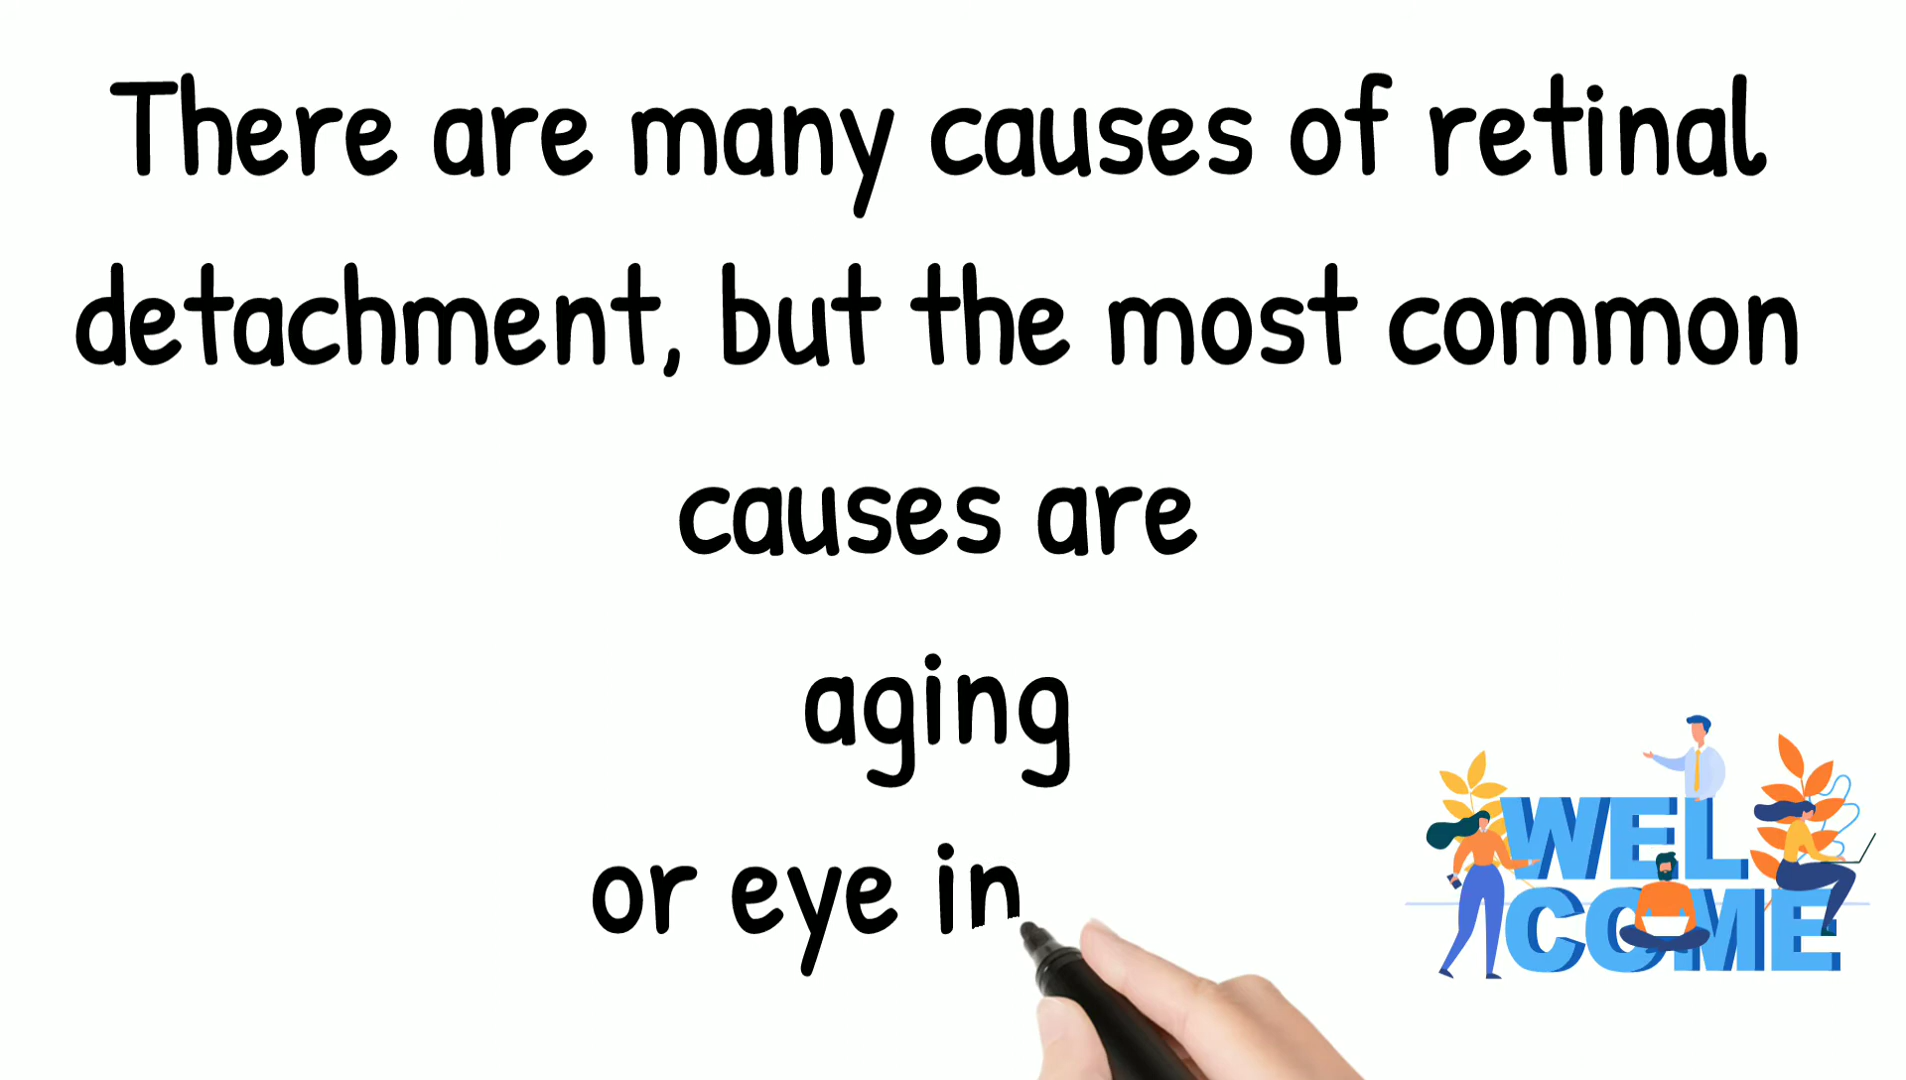 There are many causes of retinal
detachment, but the most common
causes are
aging
or eye in
WEL
COME